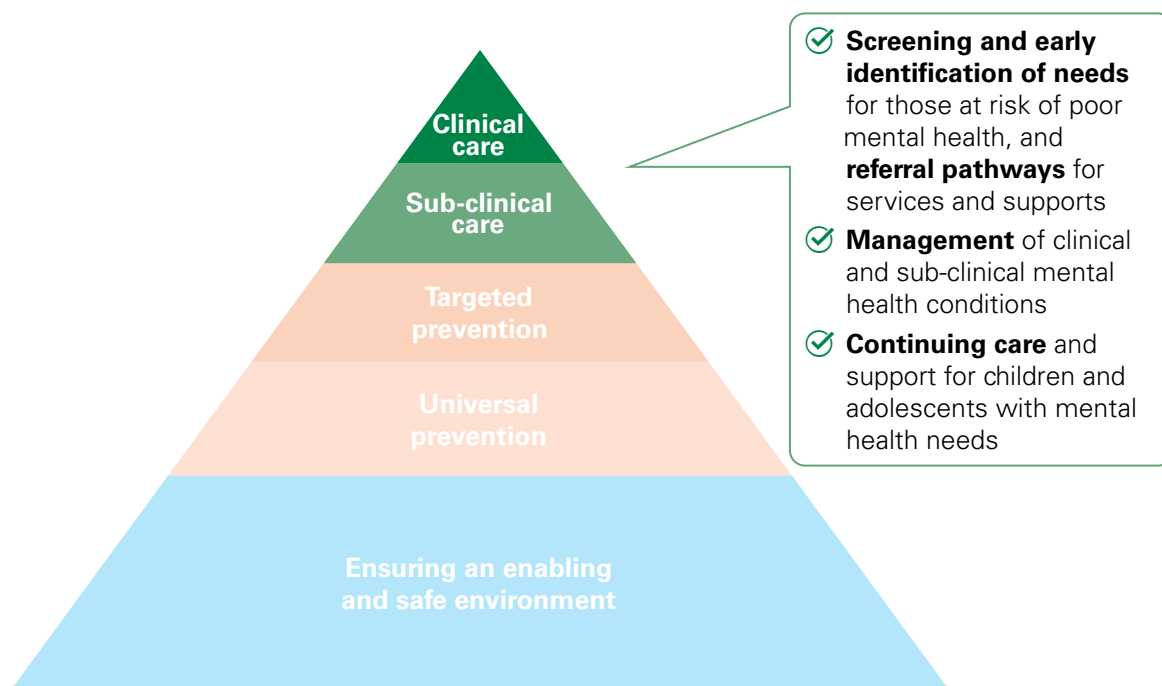 Clinical
care
Sub-clinical
care
Targeted
prevention
Universal
prevention
Ensuring an enabling
and safe environment
Screening and early
identification of needs
for those at risk of poor
mental health, and
referral pathways for
services and supports
Management of clinical
and sub-clinical mental
health conditions
Continuing care and
support for children and
adolescents with mental
health needs